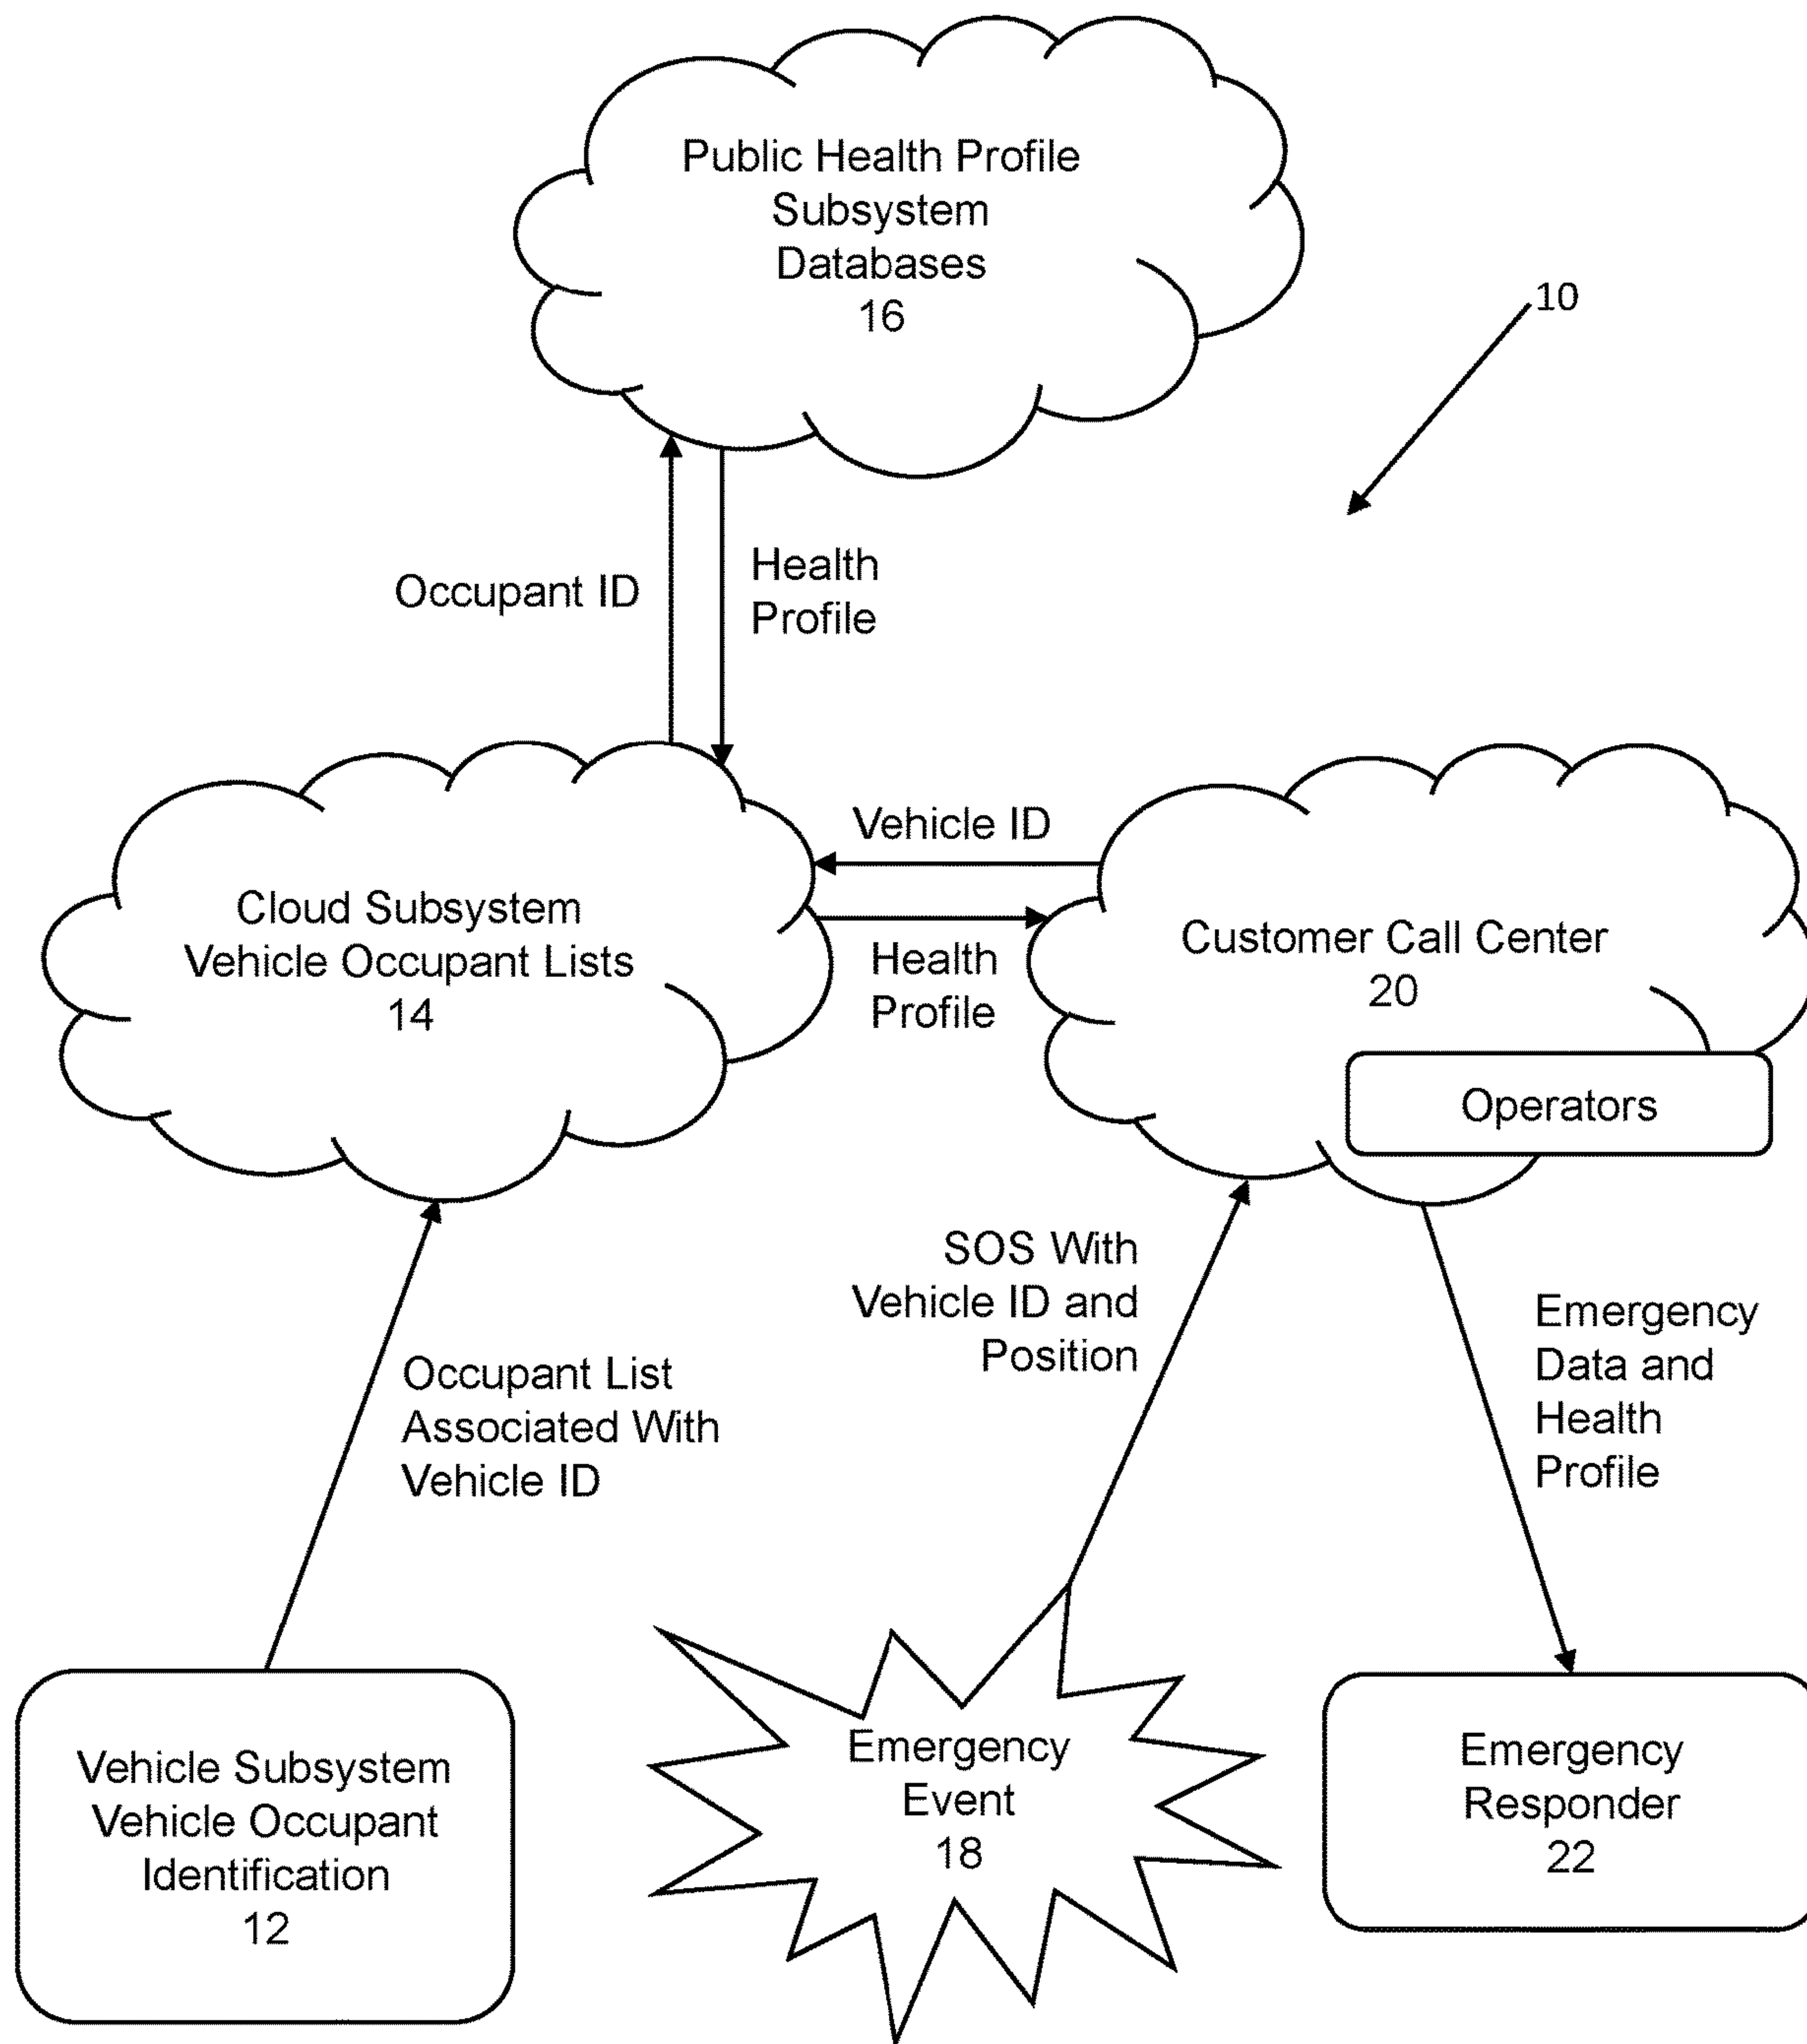 Public Health Profile
Subsystem
Databases
16
10
Occupant ID
Health
Profile
Vehicle ID
Cloud Subsystem
Vehicle Occupant Lists
14
Health
Profile
Customer Call Center
20
Operators
SOS With
Vehicle ID and
Position
Emergency
Data and
Health
Profile
Occupant List
Associated With
Vehicle ID
Vehicle Subsystem
Vehicle Occupant
Identification
12
Emergency
Event
18
Emergency
Responder
22